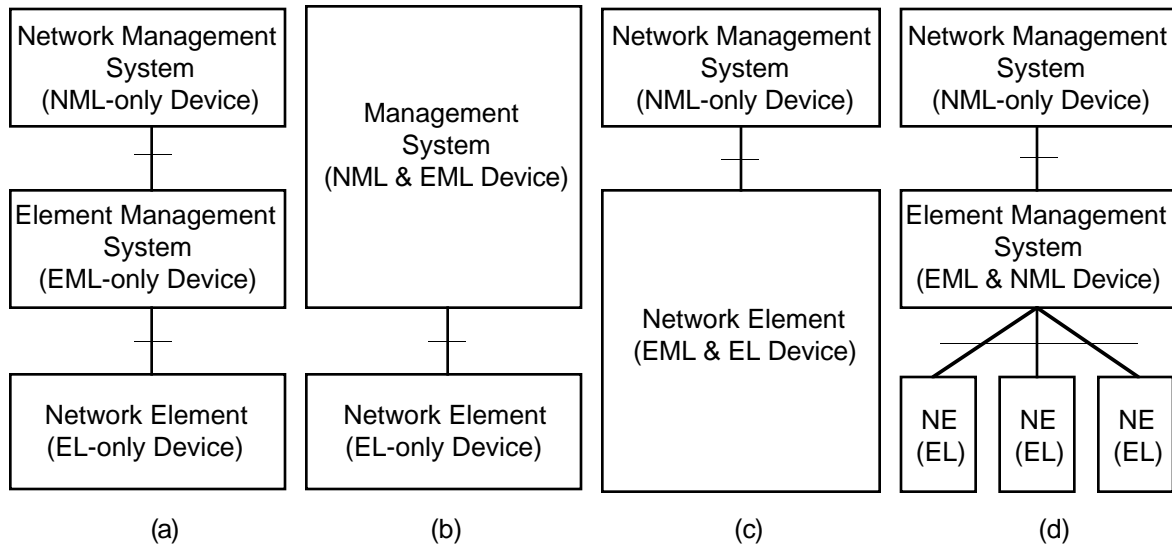 Network Management
System
(NML-only Device)
Element Management
System
(EML-only Device)
Network Element
(EL-only Device)
(a)
Management
System
(NML & EML Device)
Network Element
(EL-only Device)
(b)
Network Management
System
(NML-only Device)
Network Element
(EML & EL Device)
(c)
Network Management
System
(NML-only Device)
Element Management
System
(EML & NML Device)
NE
(EL)
NE
(EL)
NE
(EL)
(d)